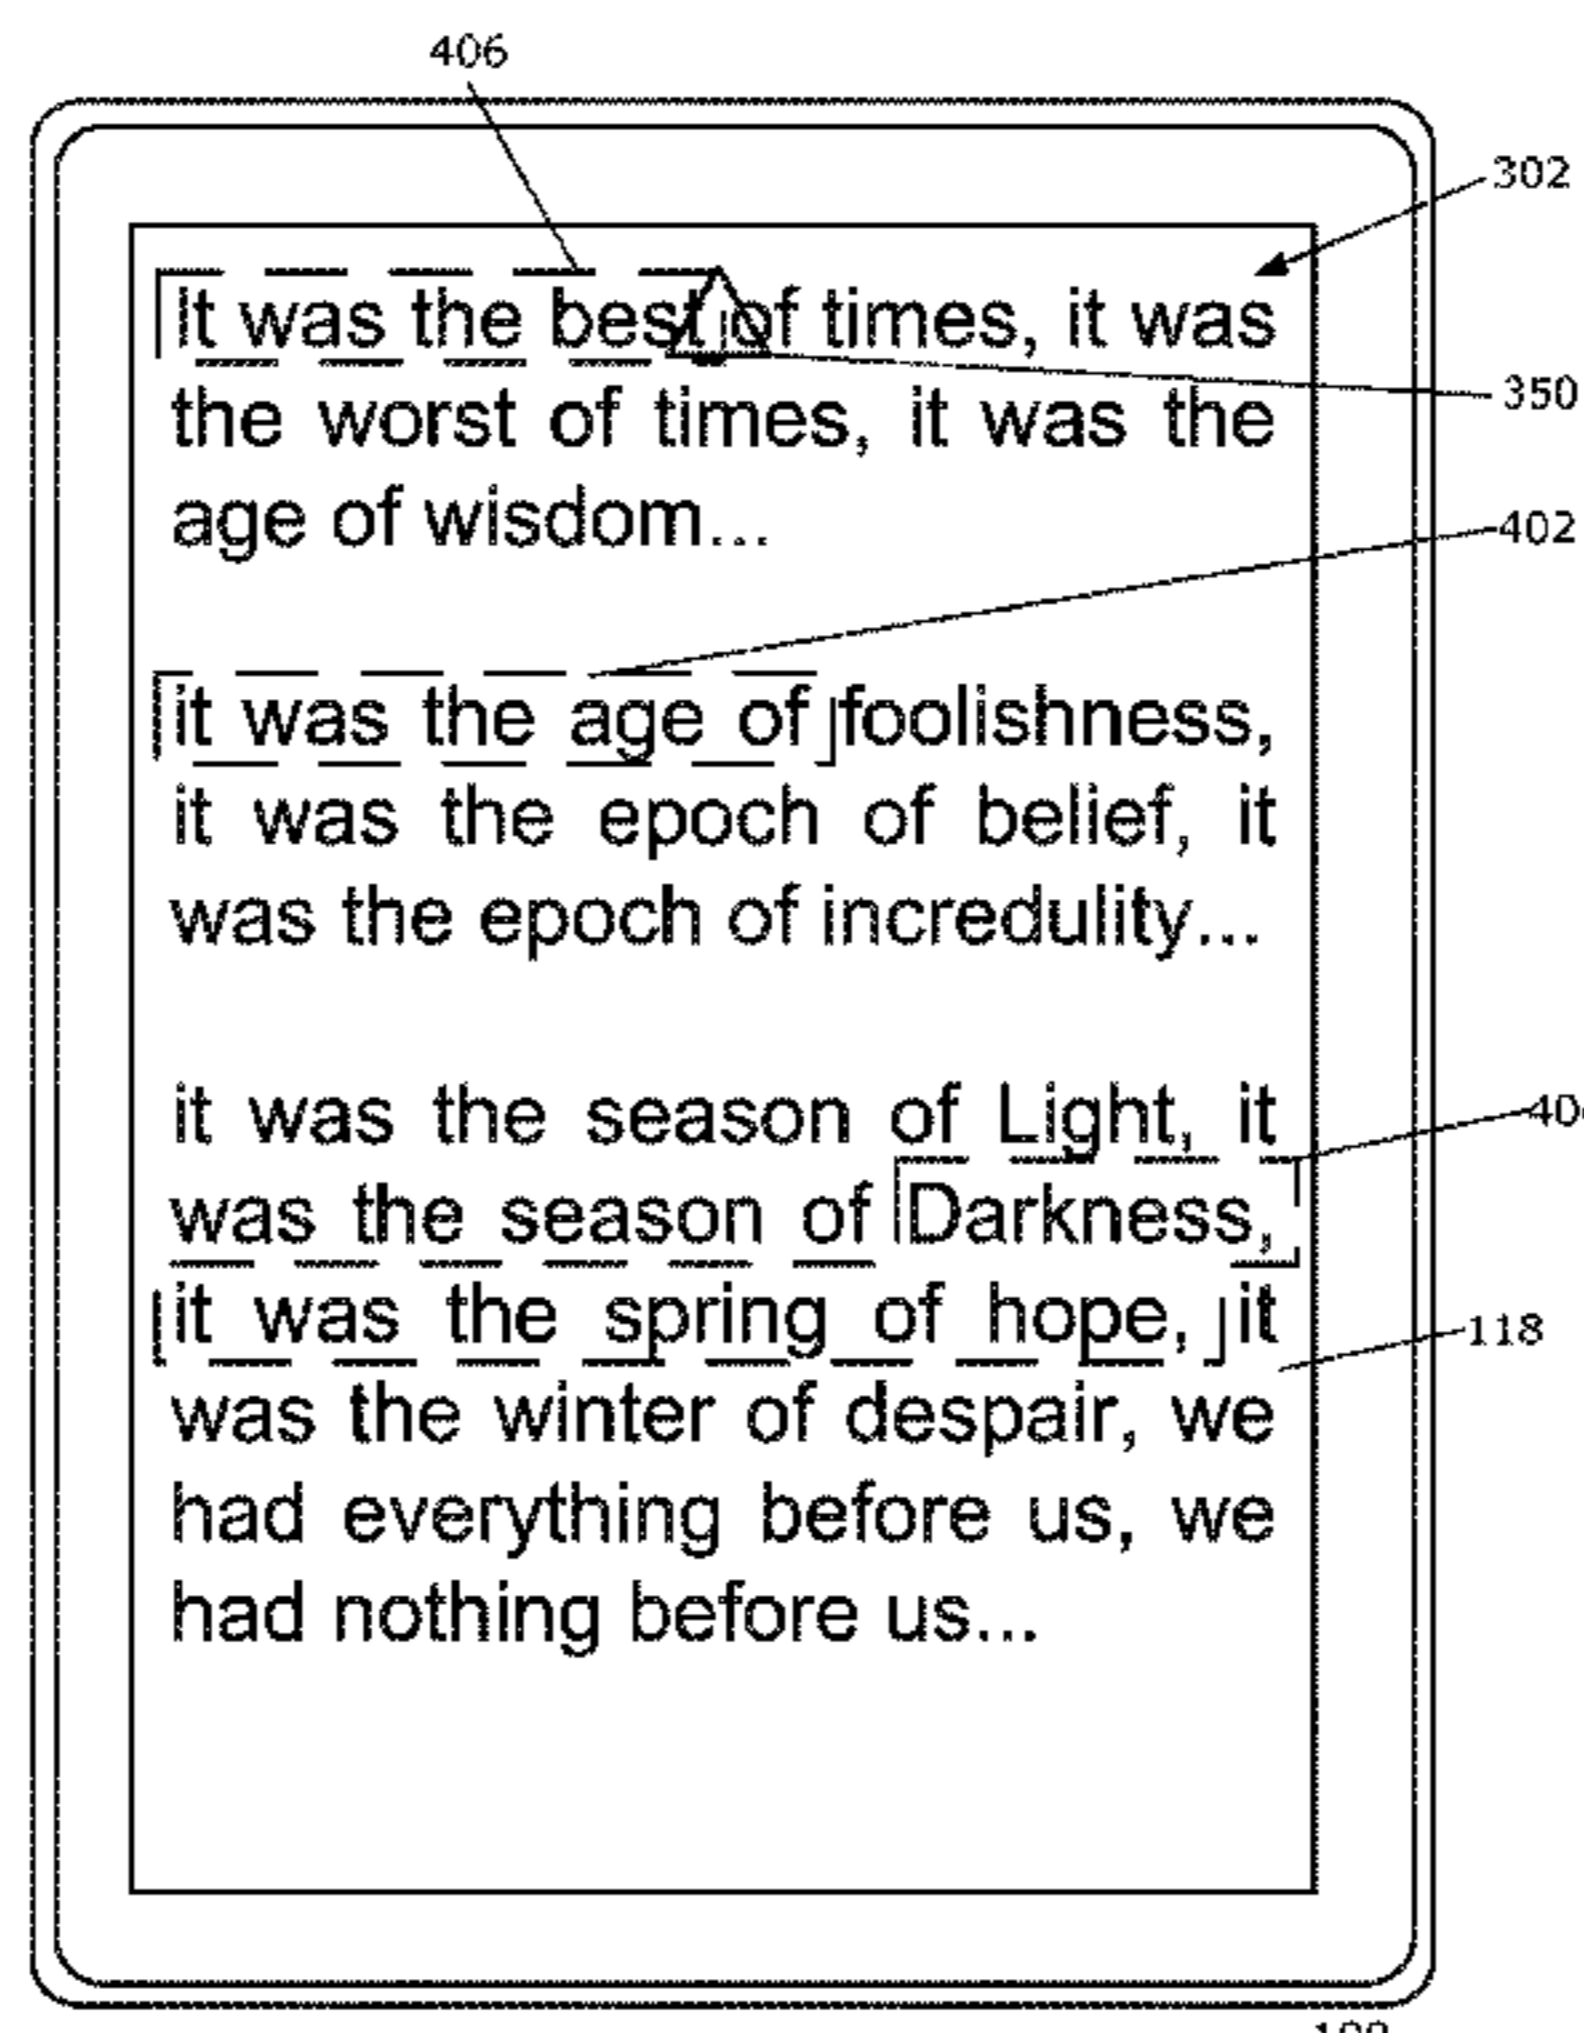 406
302
It was the best of times, it was
350
the worst of times, it was the
age of wisdom...
402
it was the age of foolishness,
it was the epoch of belief, it
was the epoch of incredulity...
it was the season of Light, it
was the season of Darkness,
it was the spring of hope, it
118
was the winter of despair, we
had everything before us, we
had nothing before us...